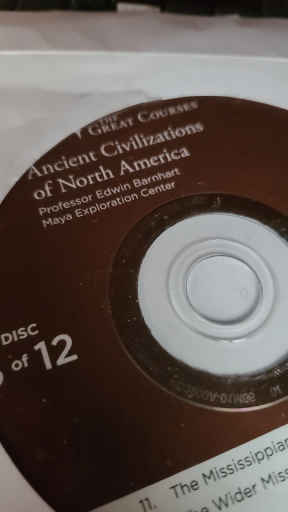 THE
GREAT COURSES
Ancient Civilizations
of North America
Professor Edwin Barnhart
Maya Exploration Center
DISC
of 12
11. The Mississippian
The Wider